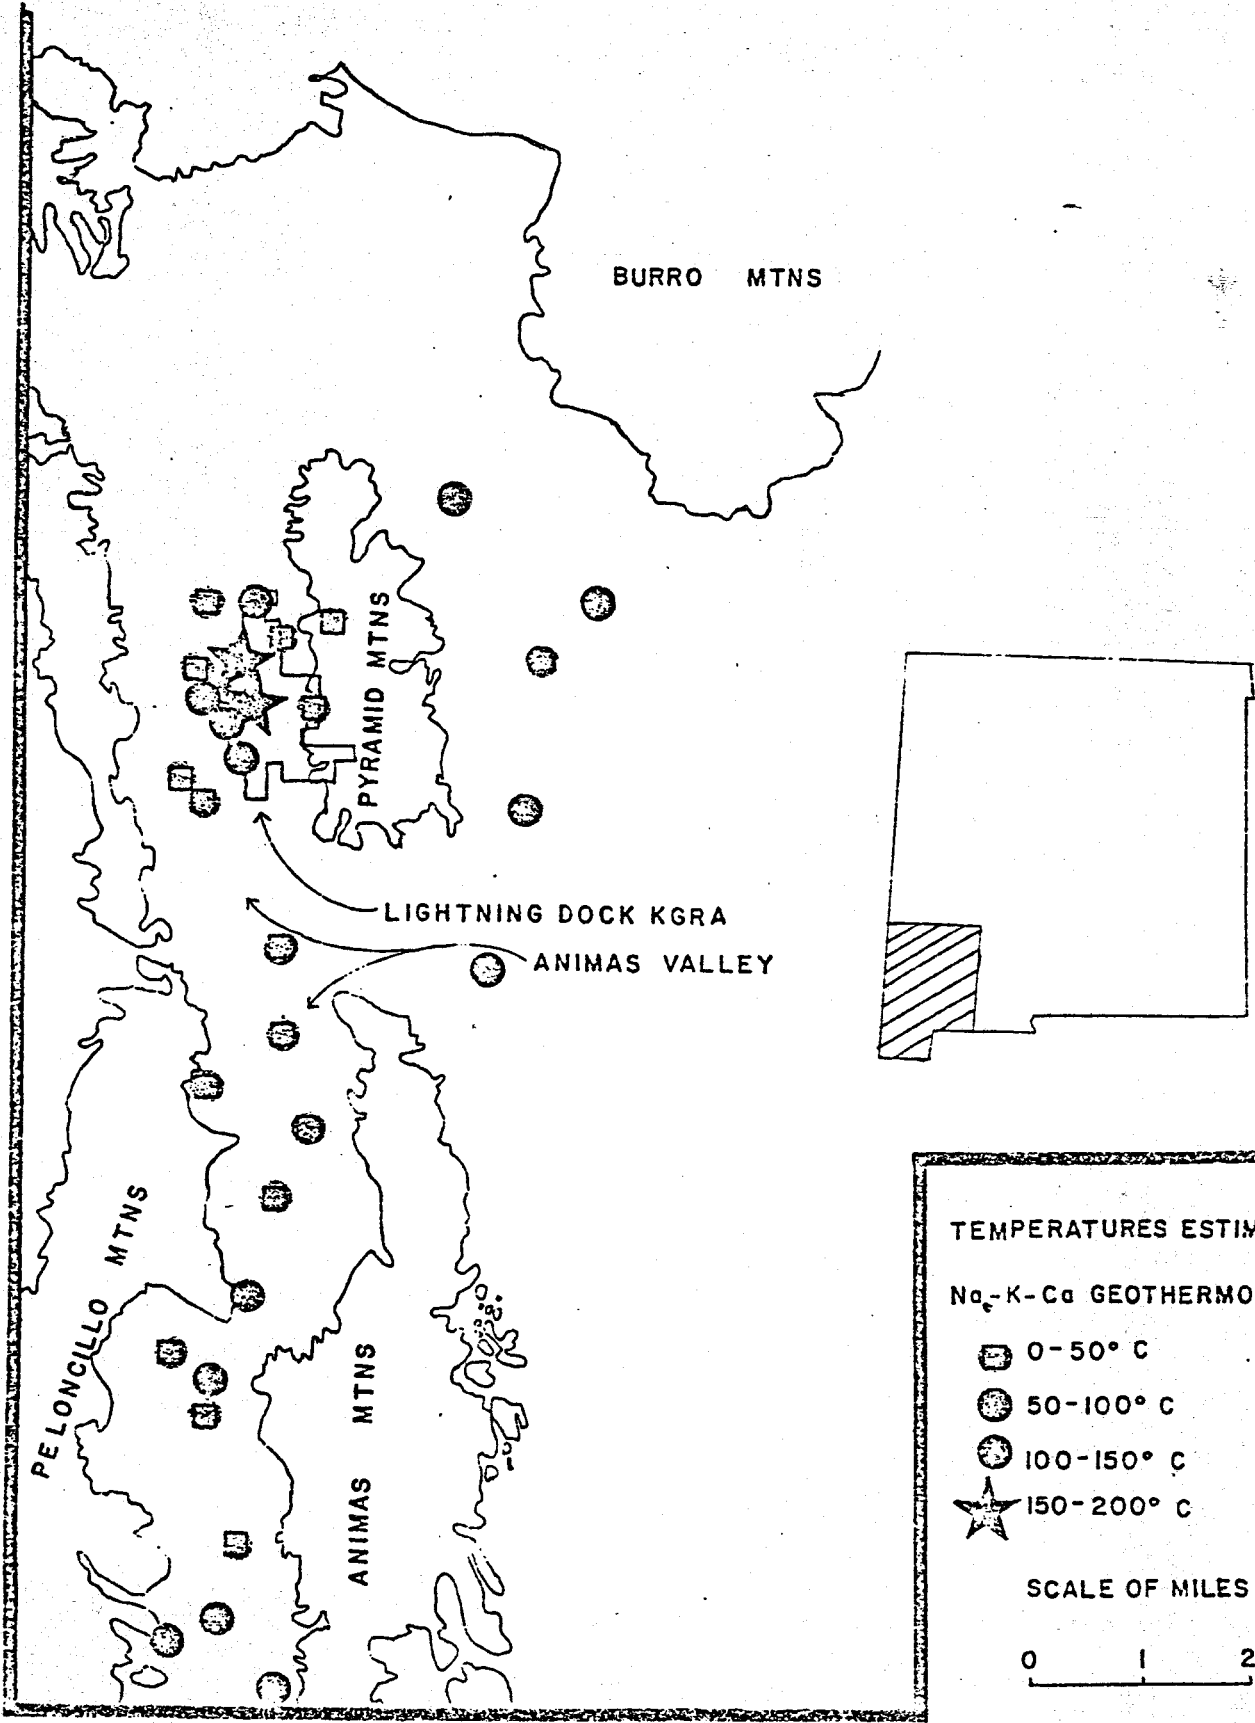 BURRO MTNS
PYRAMID MTNS
LIGHTNING DOCK KGRA
ANIMAS VALLEY
PELONCILLO MTNS
ANIMAS MTNS
TEMPERATURES ESTIM
Na-K-Ca GEOTHERMO
0-50° C
50-100° C
100-150° C
150-200° C
SCALE OF MILES
0 1 2